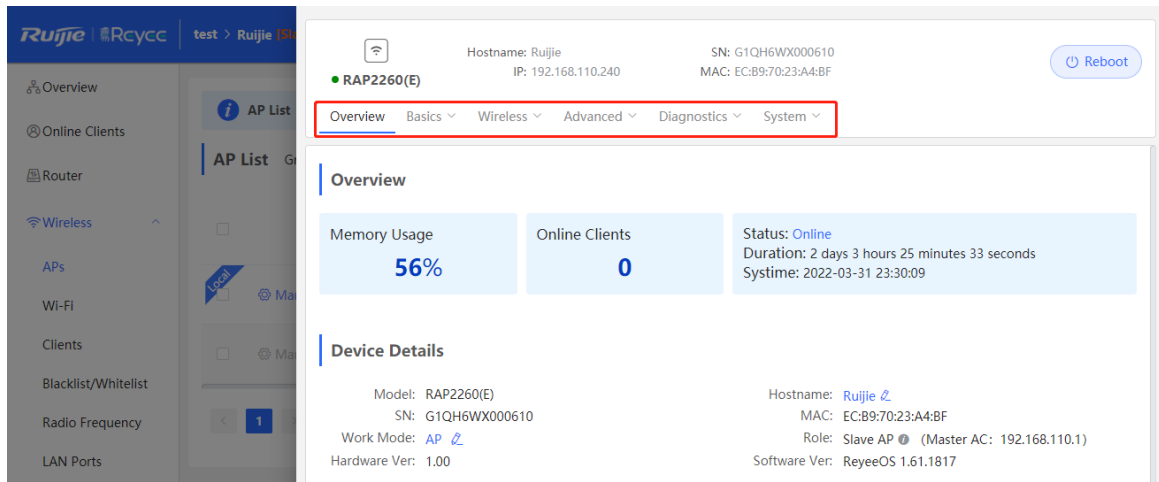 Ruijie | Rcycc
test > Ruijie [Sla
Overview
Online Clients
Router
Wireless
APs
Wi-Fi
Clients
Blacklist/Whitelist
Radio Frequency
LAN Ports
AP List
AP List Gr
Local
Mar
Mar
1
RAP2260(E)
Hostname: Ruijie
IP: 192.168.110.240
SN: G1QH6WX000610
MAC: EC:B9:70:23:A4:BF
Reboot
Overview Basics Wireless Advanced Diagnostics System
Overview
Memory Usage
56%
Online Clients
0
Status: Online
Duration: 2 days 3 hours 25 minutes 33 seconds
Systime: 2022-03-31 23:30:09
Device Details
Model: RAP2260(E)
SN: G1QH6WX000610
Work Mode: AP
Hardware Ver: 1.00
Hostname: Ruijie
MAC: EC:B9:70:23:A4:BF
Role: Slave AP (Master AC: 192.168.110.1)
Software Ver: ReyeeOS 1.61.1817